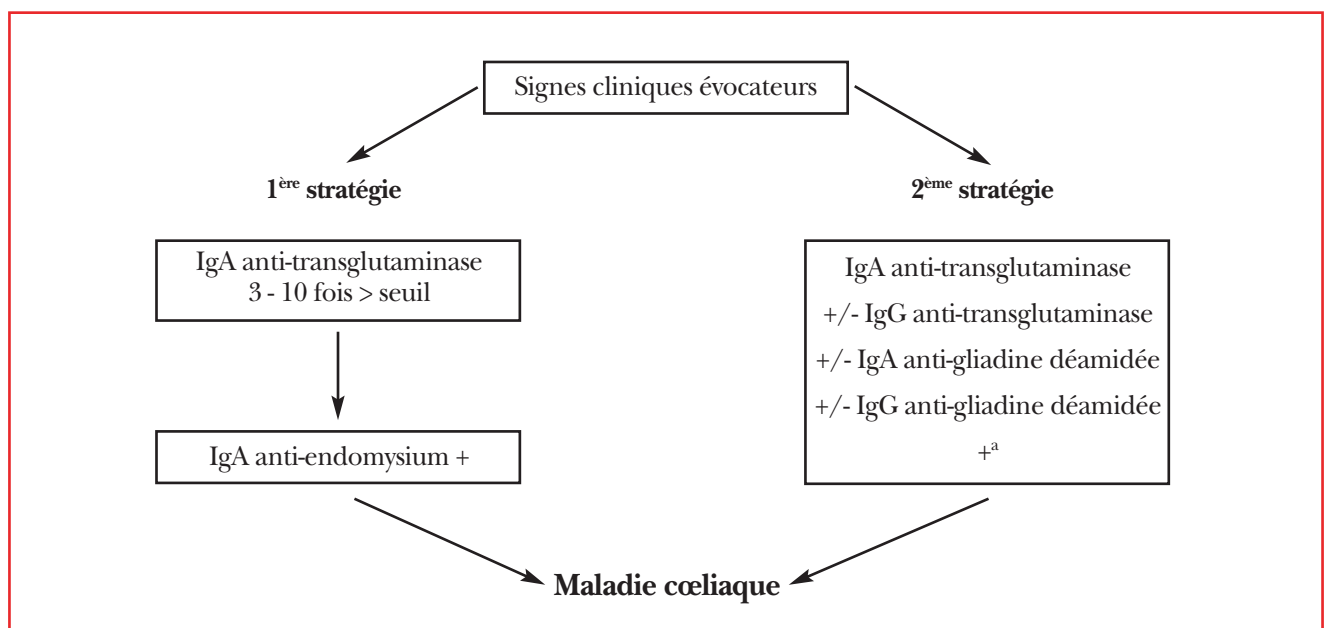 Signes cliniques évocateurs
1ère stratégie
IgA anti-transglutaminase
3 - 10 fois > seuil
IgA anti-endomysium +
2ème stratégie
IgA anti-transglutaminase
+/- IgG anti-transglutaminase
+/- IgA anti-gliadine déamidée
+/- IgG anti-gliadine déamidée
+a
Maladie cœliaque